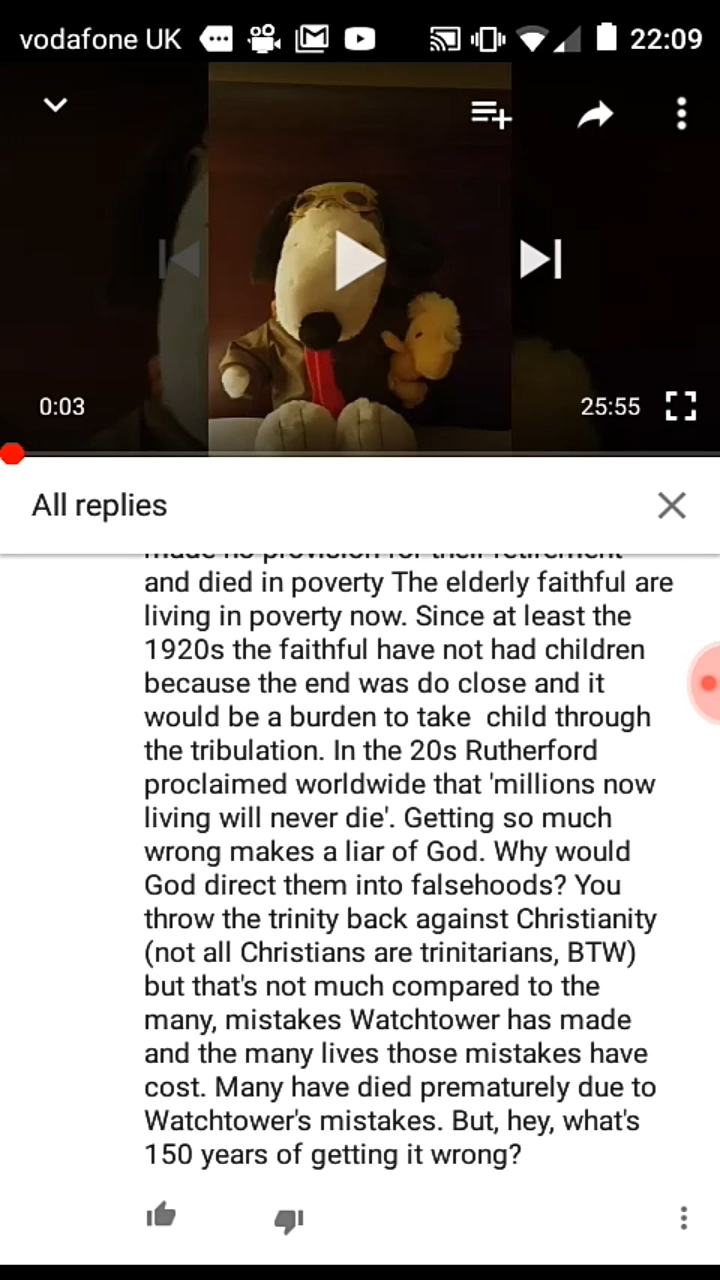 vodafone UK
22:09
0:03
25:55
All replies
made no provision for their retirement
and died in poverty The elderly faithful are
living in poverty now. Since at least the
1920s the faithful have not had children
because the end was do close and it
would be a burden to take  child through
the tribulation. In the 20s Rutherford
proclaimed worldwide that 'millions now
living will never die'. Getting so much
wrong makes a liar of God. Why would
God direct them into falsehoods? You
throw the trinity back against Christianity
(not all Christians are trinitarians, BTW)
but that's not much compared to the
many, mistakes Watchtower has made
and the many lives those mistakes have
cost. Many have died prematurely due to
Watchtower's mistakes. But, hey, what's
150 years of getting it wrong?